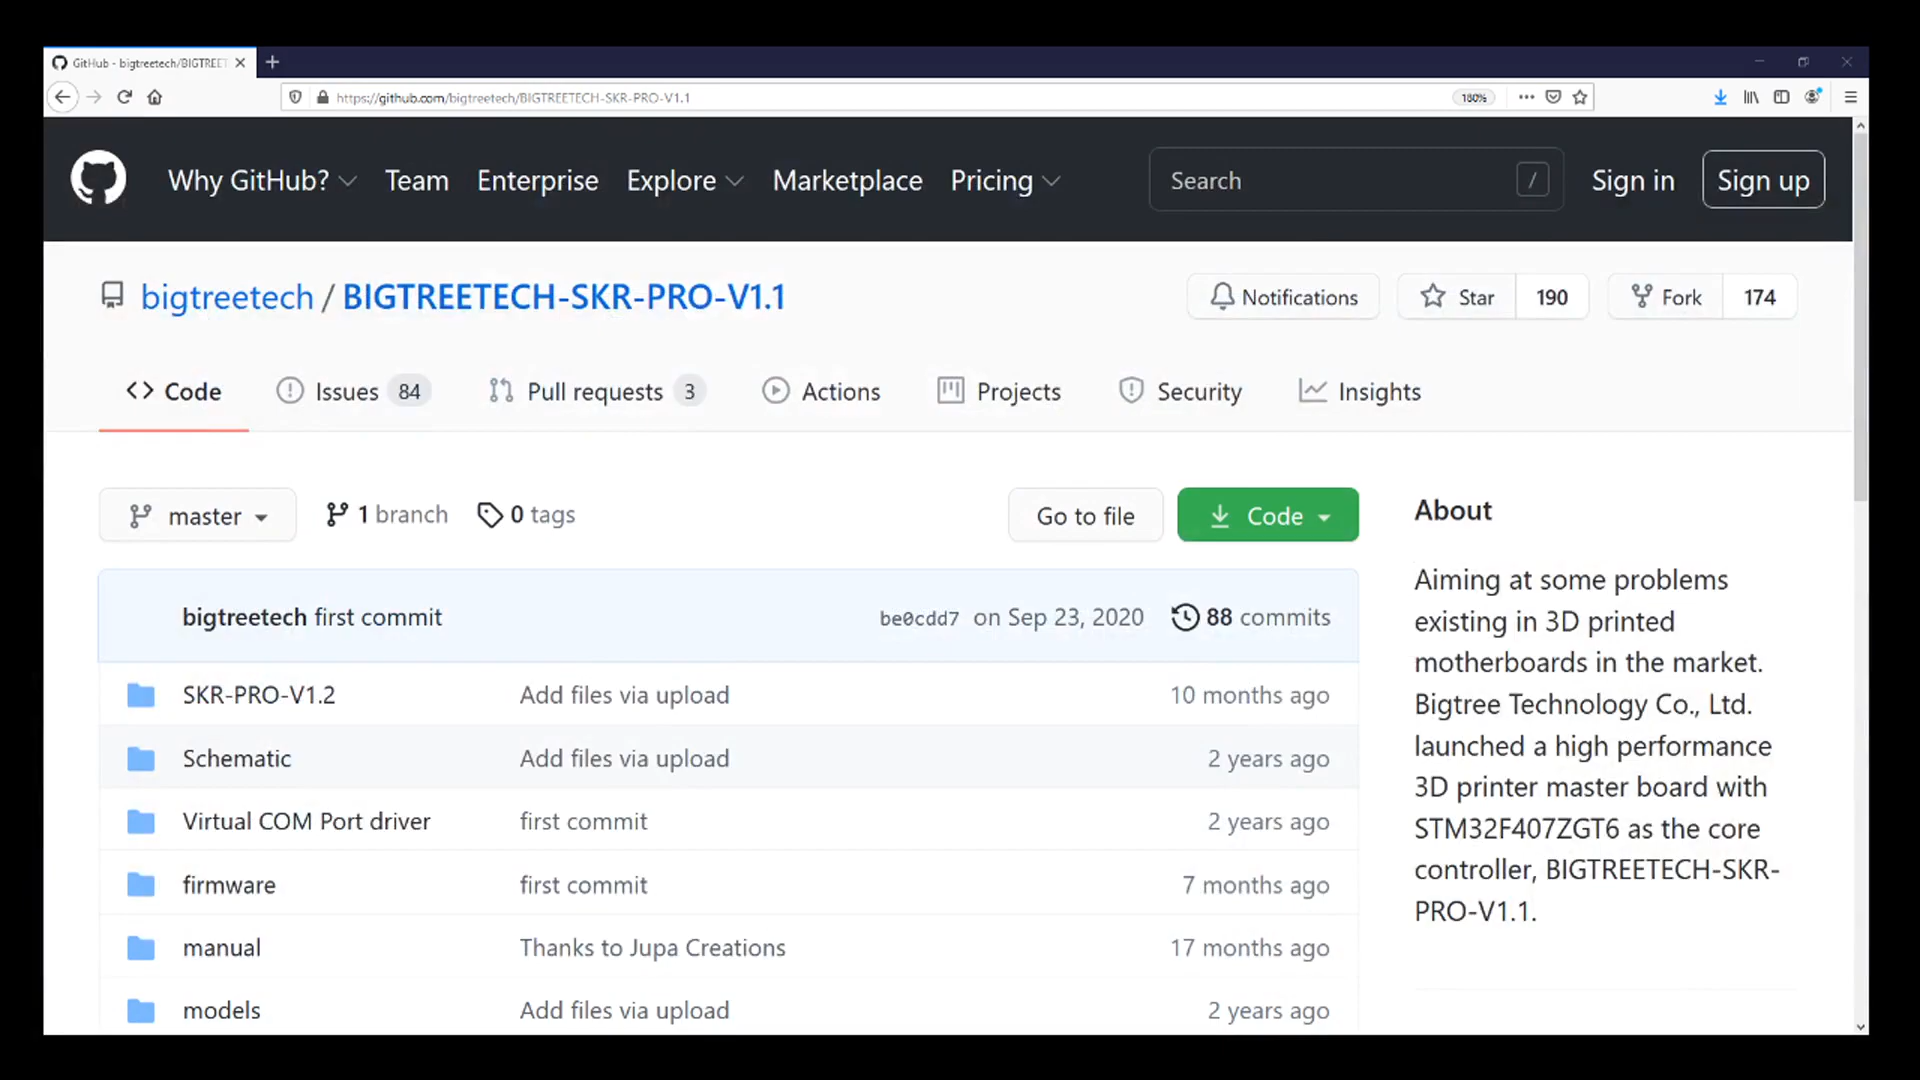 GitHub - bigtreetech/BIGTREET
https://github.com/bigtreetech/BIGTREETECH-SKR-PRO-V1.1
180%
Why GitHub? Team Enterprise Explore Marketplace Pricing
Search /
Sign in Sign up
bigtreetech / BIGTREETECH-SKR-PRO-V1.1
Notifications Star 190 Fork 174
Code Issues 84 Pull requests 3 Actions Projects Security Insights
master 1 branch 0 tags
Go to file Code
bigtreetech first commit be0cdd7 on Sep 23, 2020 88 commits
SKR-PRO-V1.2 Add files via upload 10 months ago
Schematic Add files via upload 2 years ago
Virtual COM Port driver first commit 2 years ago
firmware first commit 7 months ago
manual Thanks to Jupa Creations 17 months ago
models Add files via upload 2 years ago
About
Aiming at some problems
existing in 3D printed
motherboards in the market.
Bigtree Technology Co., Ltd.
launched a high performance
3D printer master board with
STM32F407ZGT6 as the core
controller, BIGTREETECH-SKR-
PRO-V1.1.